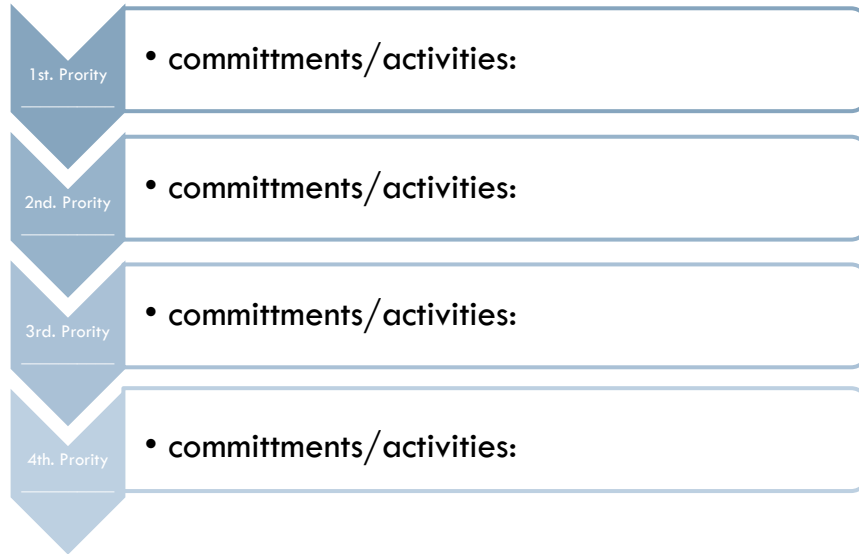 1st. Prority
• committments/activities:
2nd. Prority
• committments/activities:
3rd. Prority
• committments/activities:
4th. Prority
• committments/activities: